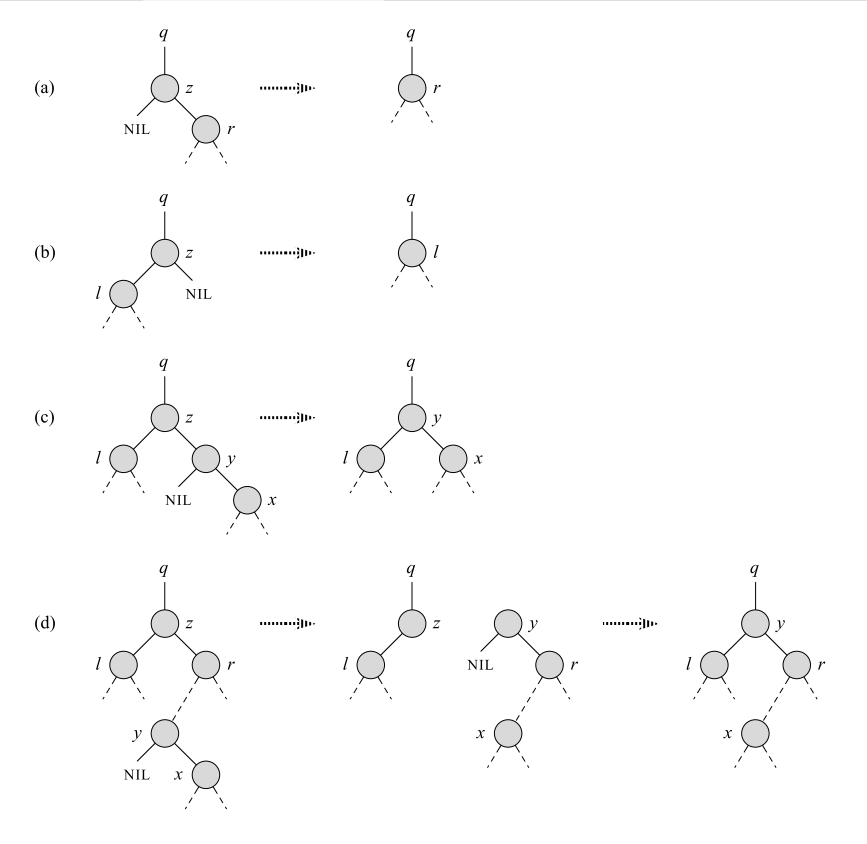 q q
(a) z r
NIL r
q q
(b) z l
l NIL
q q
(c) z y
l y l x
NIL x
q q q
(d) z z y y
l r l NIL r l r
y x x
NIL x